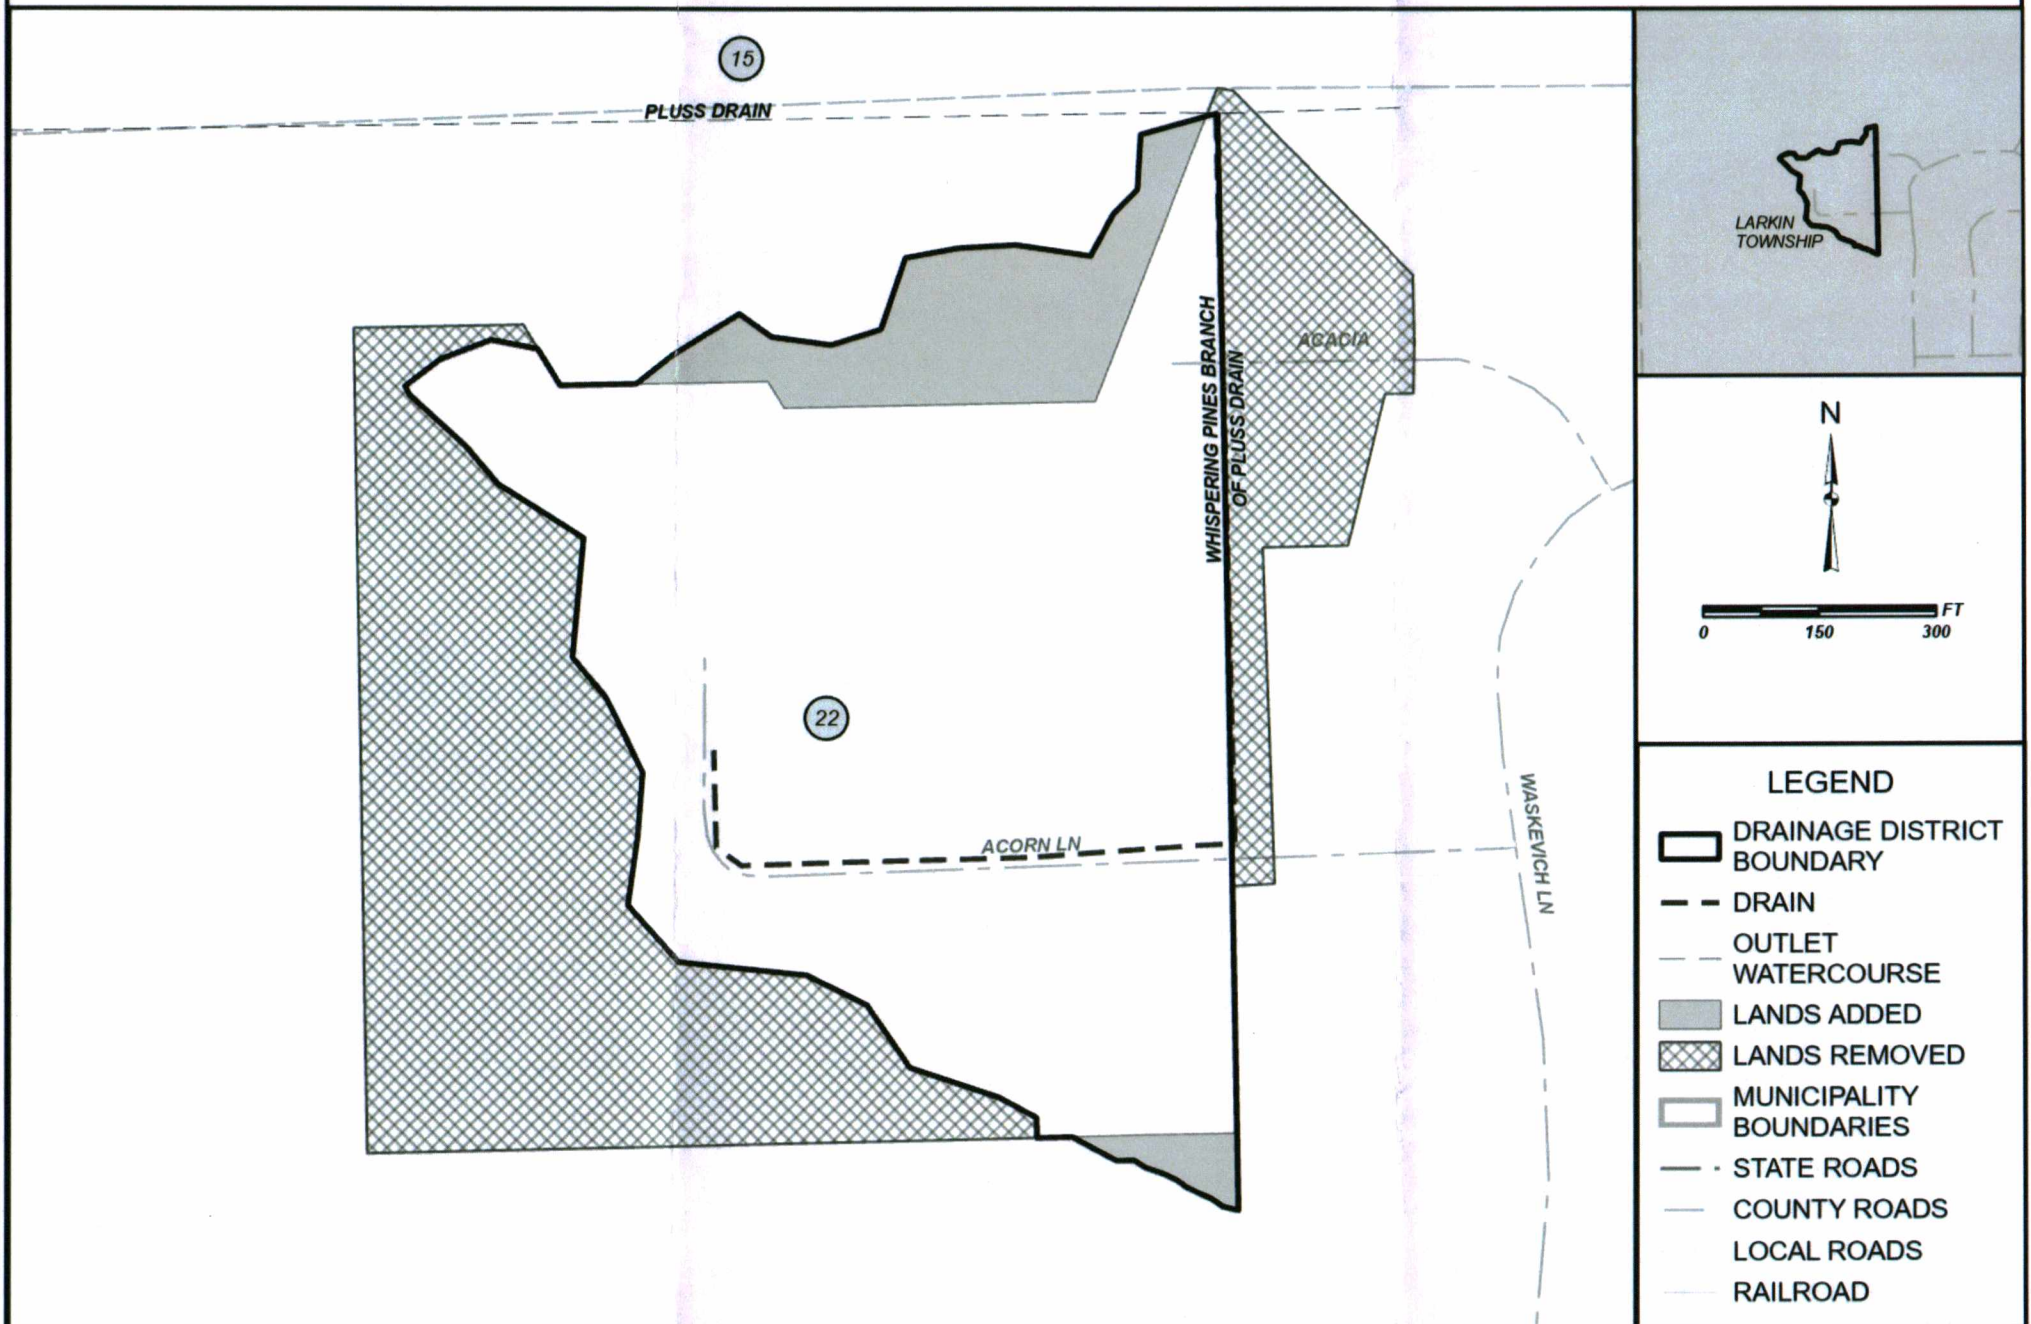 15
PLUSS DRAIN
WHISPERING PINES BRANCH
OF PLUSS DRAIN
ACACIA
22
ACORN LN
WASKEVICH LN
LARKIN
TOWNSHIP
N
FT
0 150 300
LEGEND
DRAINAGE DISTRICT
BOUNDARY
DRAIN
OUTLET
WATERCOURSE
LANDS ADDED
LANDS REMOVED
MUNICIPALITY
BOUNDARIES
STATE ROADS
COUNTY ROADS
LOCAL ROADS
RAILROAD